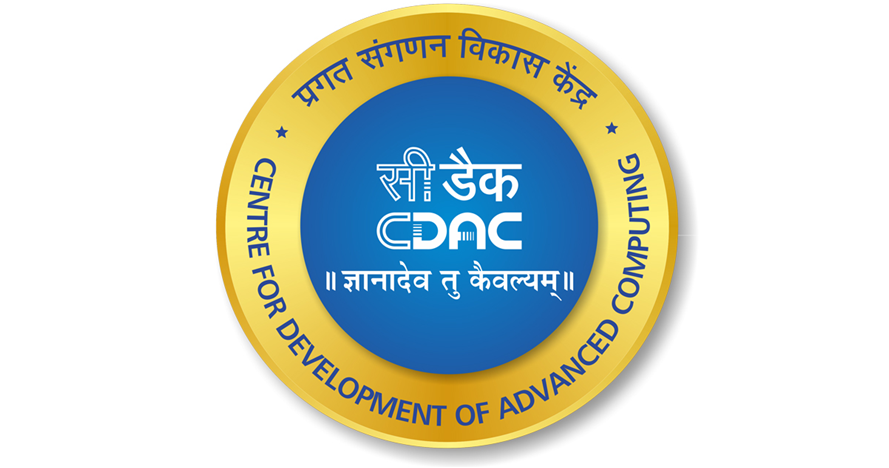 प्रगत संगणन विकास केंद्र
सी डैक
CDAC
॥ ज्ञानादेव तु कैवल्यम् ॥
CENTRE FOR DEVELOPMENT OF ADVANCED COMPUTING